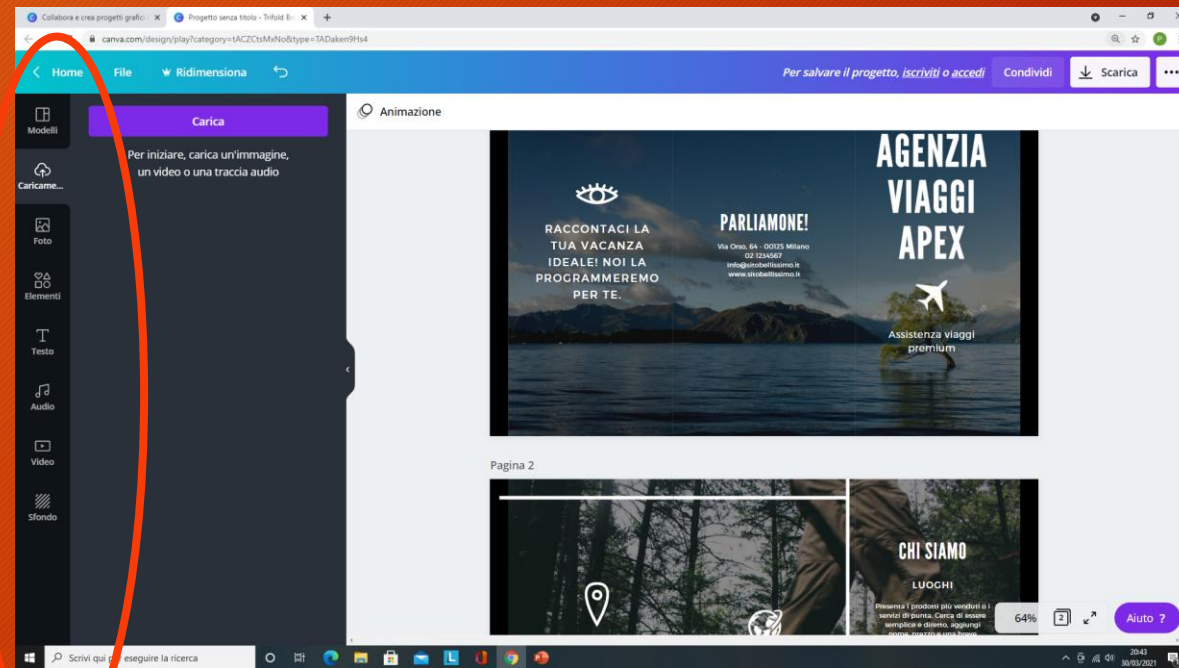 Collabora e crea progetti grafici
Progetto senza titolo - Trifold Br
canva.com/design/play?category=tACZCtsMxNo&type=TADaken9Hs4
Home
File
Ridimensiona
Per salvare il progetto, iscriviti o accedi
Condividi
Scarica
Modelli
Caricame...
Foto
Elementi
Testo
Audio
Video
Sfondo
Carica
Per iniziare, carica un'immagine,
un video o una traccia audio
Animazione
RACCONTACI LA
TUA VACANZA
IDEALE! NOI LA
PROGRAMMEREMO
PER TE.
PARLIAMONE!
Via Orso, 64 - 00125 Milano
02 1234567
info@sitobellissimo.it
www.sitobellissimo.it
AGENZIA
VIAGGI
APEX
Assistenza viaggi
premium
Pagina 2
CHI SIAMO
LUOGHI
Presenta i prodotti più venduti o i
servizi di punta. Cerca di essere
semplice e diretto, aggiungi
nome, prezzo e una breve
64%
2
Aiuto ?
Scrivi qui per eseguire la ricerca
20:43
30/03/2021